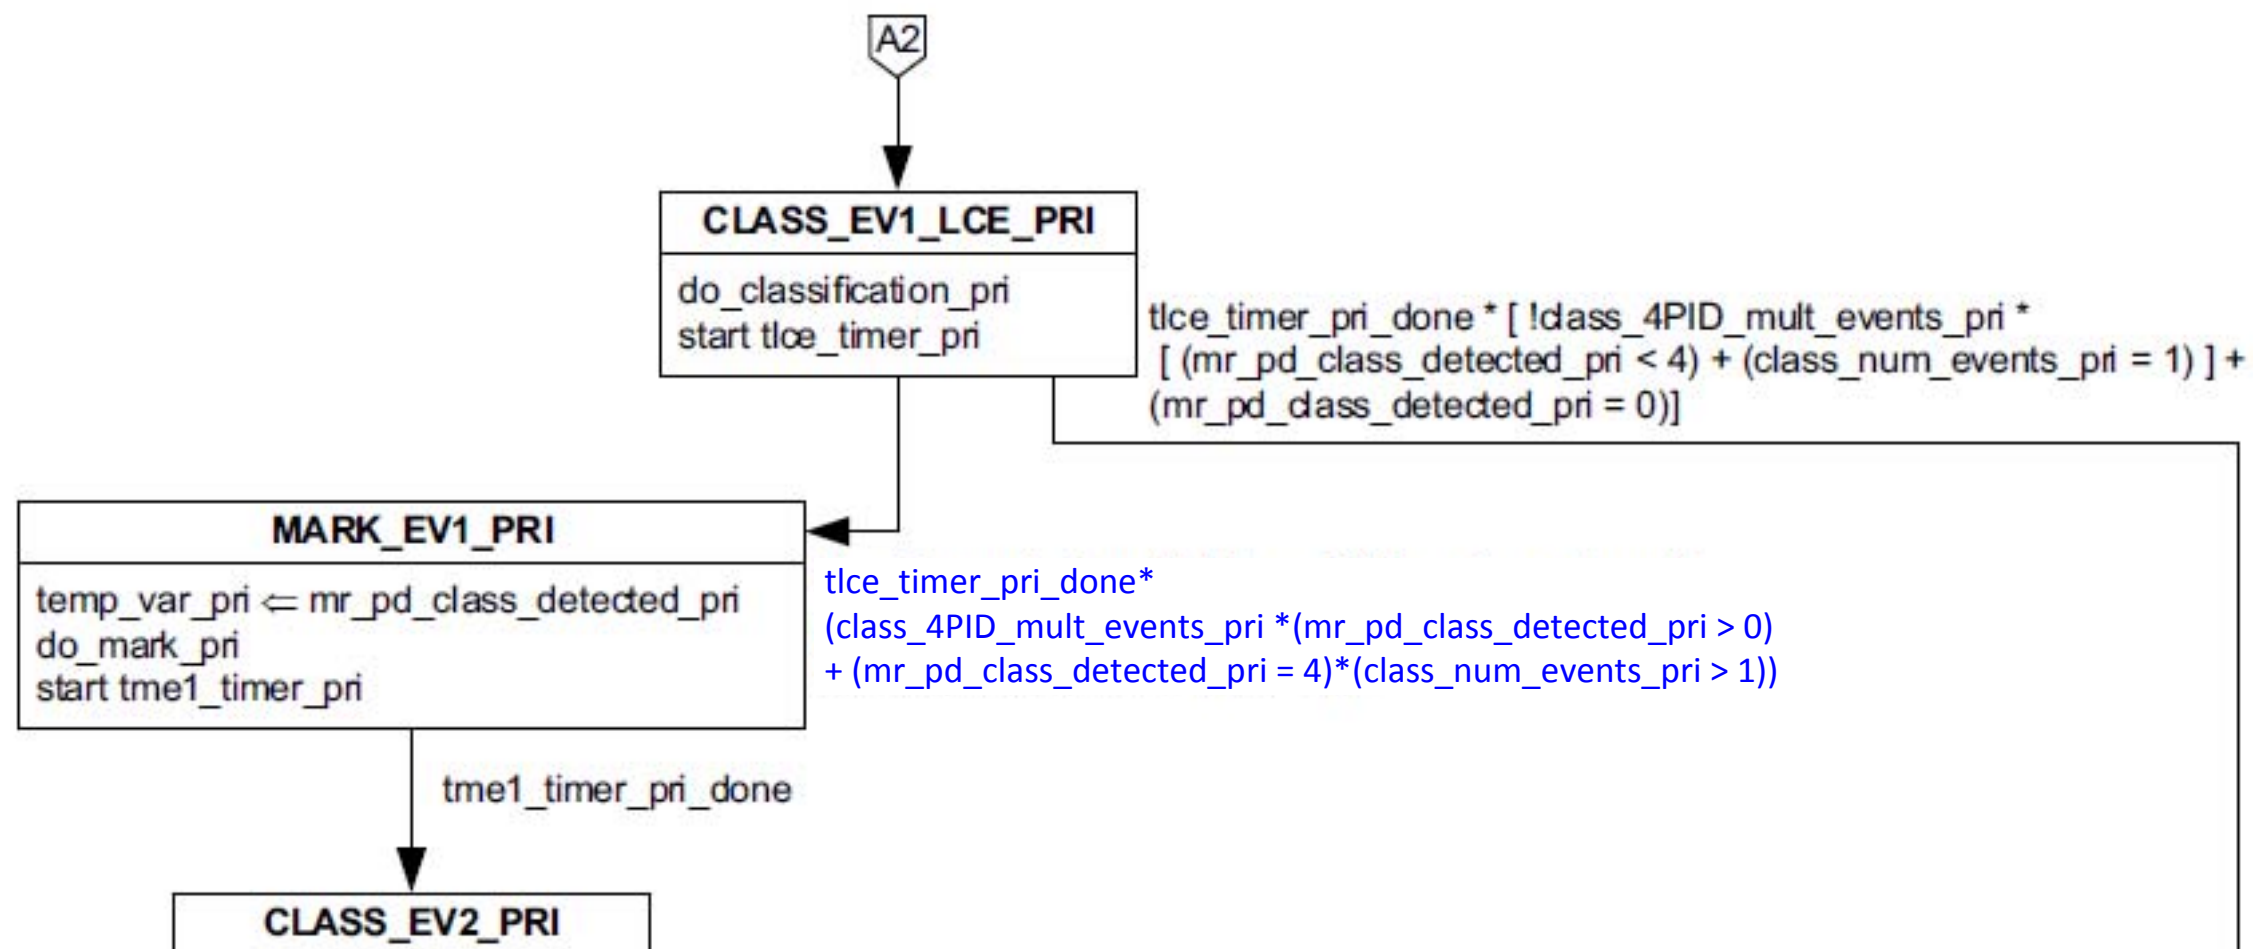 A2
CLASS_EV1_LCE_PRI
do_classification_pri
start tlce_timer_pri
tlce_timer_pri_done * [ !class_4PID_mult_events_pri *
[ (mr_pd_class_detected_pri < 4) + (class_num_events_pri = 1) ] +
(mr_pd_class_detected_pri = 0)]
MARK_EV1_PRI
temp_var_pri ⇐ mr_pd_class_detected_pri
do_mark_pri
start tme1_timer_pri
tlce_timer_pri_done*
(class_4PID_mult_events_pri *(mr_pd_class_detected_pri > 0)
+ (mr_pd_class_detected_pri = 4)*(class_num_events_pri > 1))
tme1_timer_pri_done
CLASS_EV2_PRI